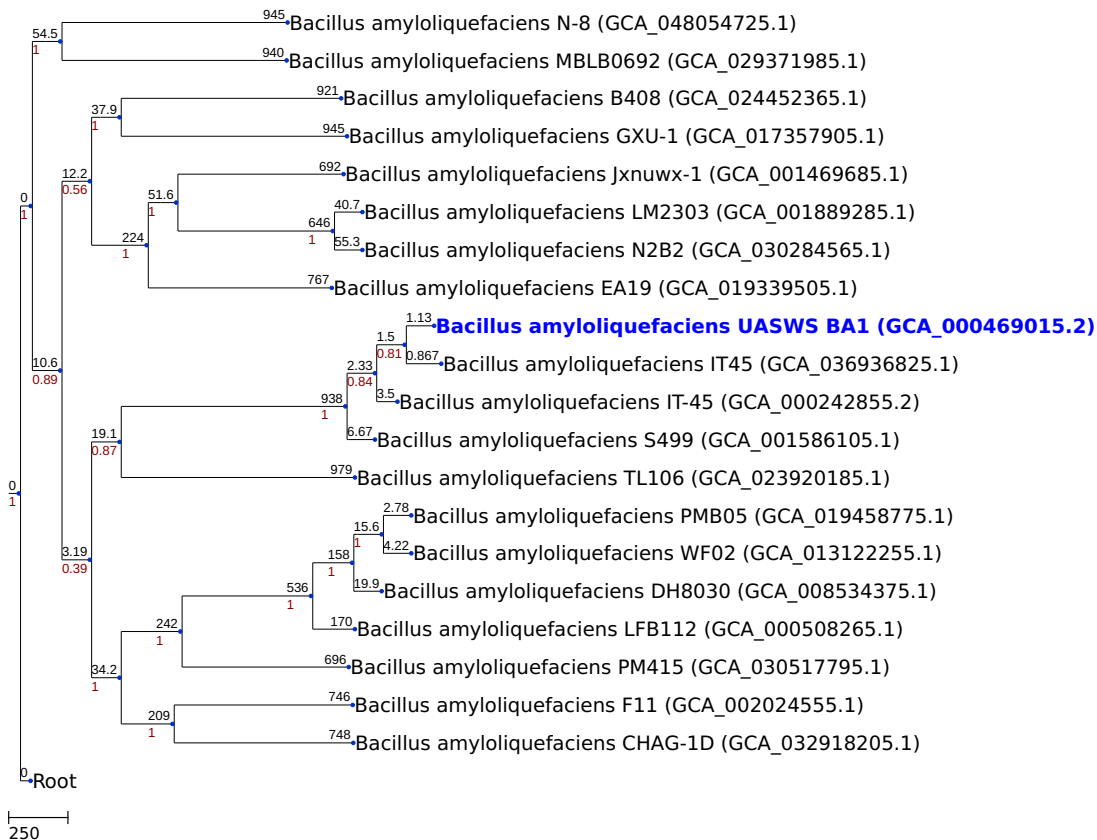 945
Bacillus amyloliquefaciens N-8 (GCA_048054725.1)
54.5
1
940
Bacillus amyloliquefaciens MBLB0692 (GCA_029371985.1)
921
Bacillus amyloliquefaciens B408 (GCA_024452365.1)
37.9
1
945
Bacillus amyloliquefaciens GXU-1 (GCA_017357905.1)
12.2
0.56
692
Bacillus amyloliquefaciens Jxnuwx-1 (GCA_001469685.1)
51.6
1
40.7
Bacillus amyloliquefaciens LM2303 (GCA_001889285.1)
0
1
646
1
55.3
Bacillus amyloliquefaciens N2B2 (GCA_030284565.1)
224
1
767
Bacillus amyloliquefaciens EA19 (GCA_019339505.1)
1.13
Bacillus amyloliquefaciens UASWS BA1 (GCA_000469015.2)
1.5
0.81
0.867
Bacillus amyloliquefaciens IT45 (GCA_036936825.1)
10.6
0.89
2.33
0.84
3.5
Bacillus amyloliquefaciens IT-45 (GCA_000242855.2)
938
1
6.67
Bacillus amyloliquefaciens S499 (GCA_001586105.1)
19.1
0.87
979
Bacillus amyloliquefaciens TL106 (GCA_023920185.1)
0
1
2.78
Bacillus amyloliquefaciens PMB05 (GCA_019458775.1)
15.6
1
4.22
Bacillus amyloliquefaciens WF02 (GCA_013122255.1)
3.19
0.39
158
1
19.9
Bacillus amyloliquefaciens DH8030 (GCA_008534375.1)
536
1
170
Bacillus amyloliquefaciens LFB112 (GCA_000508265.1)
242
1
696
Bacillus amyloliquefaciens PM415 (GCA_030517795.1)
34.2
1
746
Bacillus amyloliquefaciens F11 (GCA_002024555.1)
209
1
748
Bacillus amyloliquefaciens CHAG-1D (GCA_032918205.1)
0
Root
250